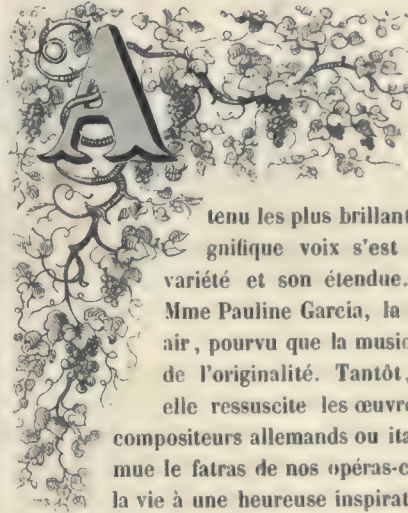 A
tenu les plus brillant
gnifique voix s'est
variété et son étendue.
Mme Pauline Garcia, la
air, pourvu que la music
de l'originalité. Tantôt,
elle ressuscite les œuvre
compositeurs allemands ou ita
mue le fatras de nos opéras-c
la vie à une heureuse inspirat